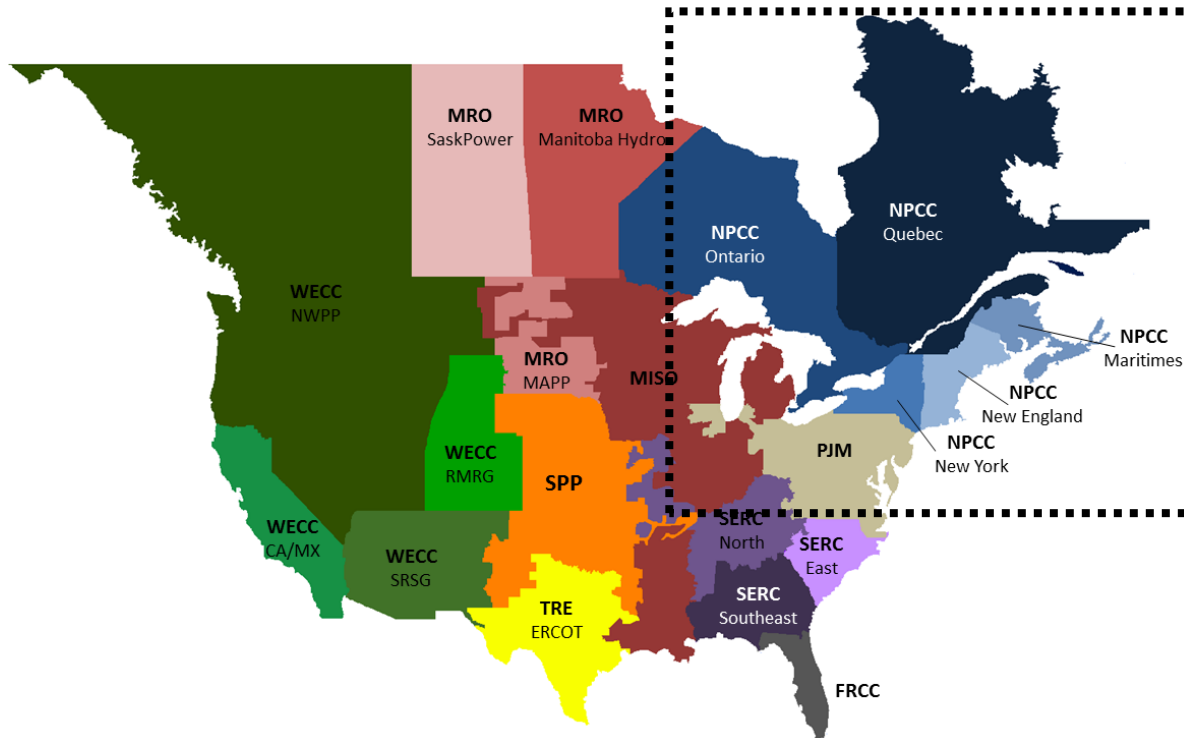 MRO
SaskPower
MRO
Manitoba Hydro
NPCC
Ontario
NPCC
Quebec
WECC
NWPP
MRO
MAPP
MISO
NPCC
Maritimes
NPCC
New England
NPCC
New York
WECC
RMRG
SPP
PJM
WECC
CA/MX
WECC
SRSG
SERC
North
SERC
East
TRE
ERCOT
SERC
Southeast
FRCC